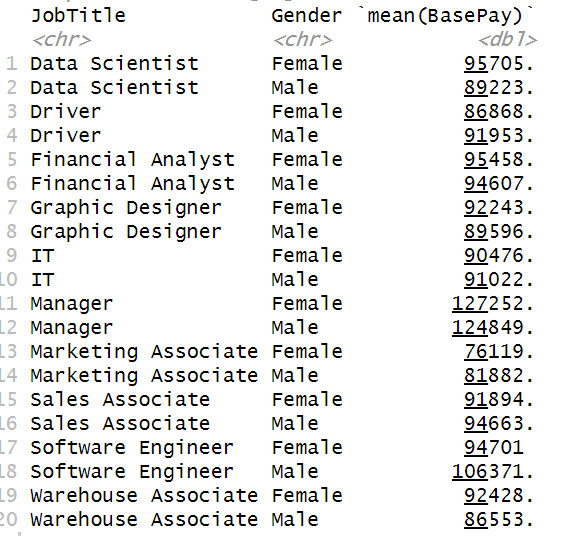 JobTitle Gender `mean(BasePay)`
<chr> <chr> <dbl>
1 Data Scientist Female 95705.
2 Data Scientist Male 89223.
3 Driver Female 86868.
4 Driver Male 91953.
5 Financial Analyst Female 95458.
6 Financial Analyst Male 94607.
7 Graphic Designer Female 92243.
8 Graphic Designer Male 89596.
9 IT Female 90476.
10 IT Male 91022.
11 Manager Female 127252.
12 Manager Male 124849.
13 Marketing Associate Female 76119.
14 Marketing Associate Male 81882.
15 Sales Associate Female 91894.
16 Sales Associate Male 94663.
17 Software Engineer Female 94701
18 Software Engineer Male 106371.
19 Warehouse Associate Female 92428.
20 Warehouse Associate Male 86553.